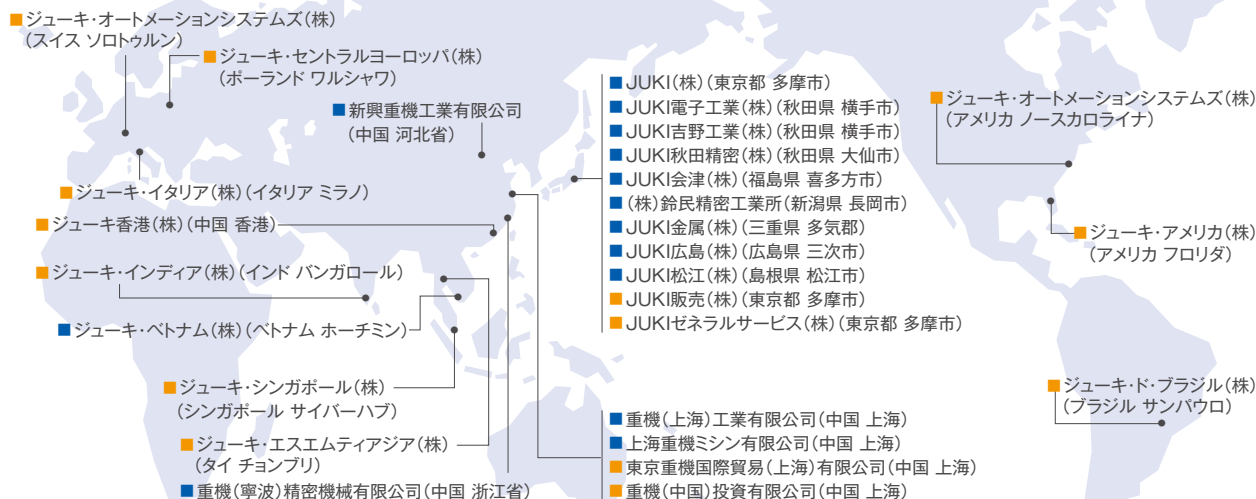 ■ジューキ・オートメーションシステムズ(株)
(スイス ソロトゥルン)
■ジューキ・セントラルヨーロッパ(株)
(ポーランド ワルシャワ)
■新興重機工業有限公司
(中国 河北省)
■ジューキ・イタリア(株)(イタリア ミラノ)
■ジューキ香港(株)(中国 香港)
■ジューキ・インディア(株)(インド バンガロール)
■ジューキ・ベトナム(株)(ベトナム ホーチミン)
■ジューキ・シンガポール(株)
(シンガポール サイバーハブ)
■ジューキ・エスエムティアジア(株)
(タイ チョンブリ)
■重機(寧波)精密機械有限公司(中国 浙江省)
■JUKI(株)(東京都 多摩市)
■JUKI電子工業(株)(秋田県 横手市)
■JUKI吉野工業(株)(秋田県 横手市)
■JUKI秋田精密(株)(秋田県 大仙市)
■JUKI会津(株)(福島県 喜多方市)
■(株)鈴民精密工業所(新潟県 長岡市)
■JUKI金属(株)(三重県 多気郡)
■JUKI広島(株)(広島県 三次市)
■JUKI松江(株)(島根県 松江市)
■JUKI販売(株)(東京都 多摩市)
■JUKIゼネラルサービス(株)(東京都 多摩市)
■重機(上海)工業有限公司(中国 上海)
■上海重機ミシン有限公司(中国 上海)
■東京重機国際貿易(上海)有限公司(中国 上海)
■重機(中国)投資有限公司(中国 上海)
■ジューキ・オートメーションシステムズ(株)
(アメリカ ノースカロライナ)
■ジューキ・アメリカ(株)
(アメリカ フロリダ)
■ジューキ・ド・ブラジル(株)
(ブラジル サンパウロ)